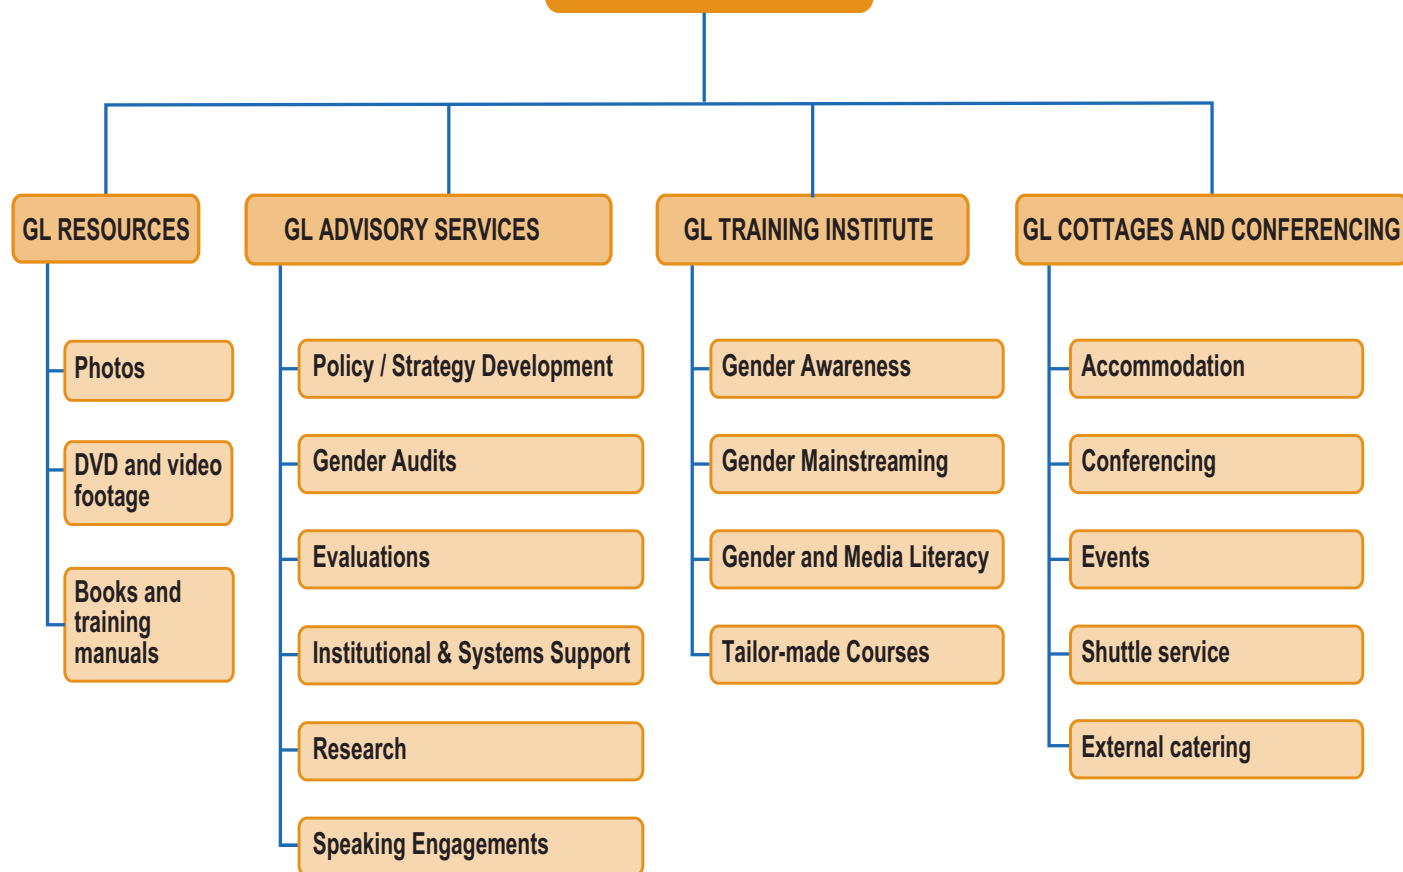 GL RESOURCES
Photos
DVD and video
footage
Books and
training
manuals
GL ADVISORY SERVICES
Policy / Strategy Development
Gender Audits
Evaluations
Institutional & Systems Support
Research
Speaking Engagements
GL TRAINING INSTITUTE
Gender Awareness
Gender Mainstreaming
Gender and Media Literacy
Tailor-made Courses
GL COTTAGES AND CONFERENCING
Accommodation
Conferencing
Events
Shuttle service
External catering